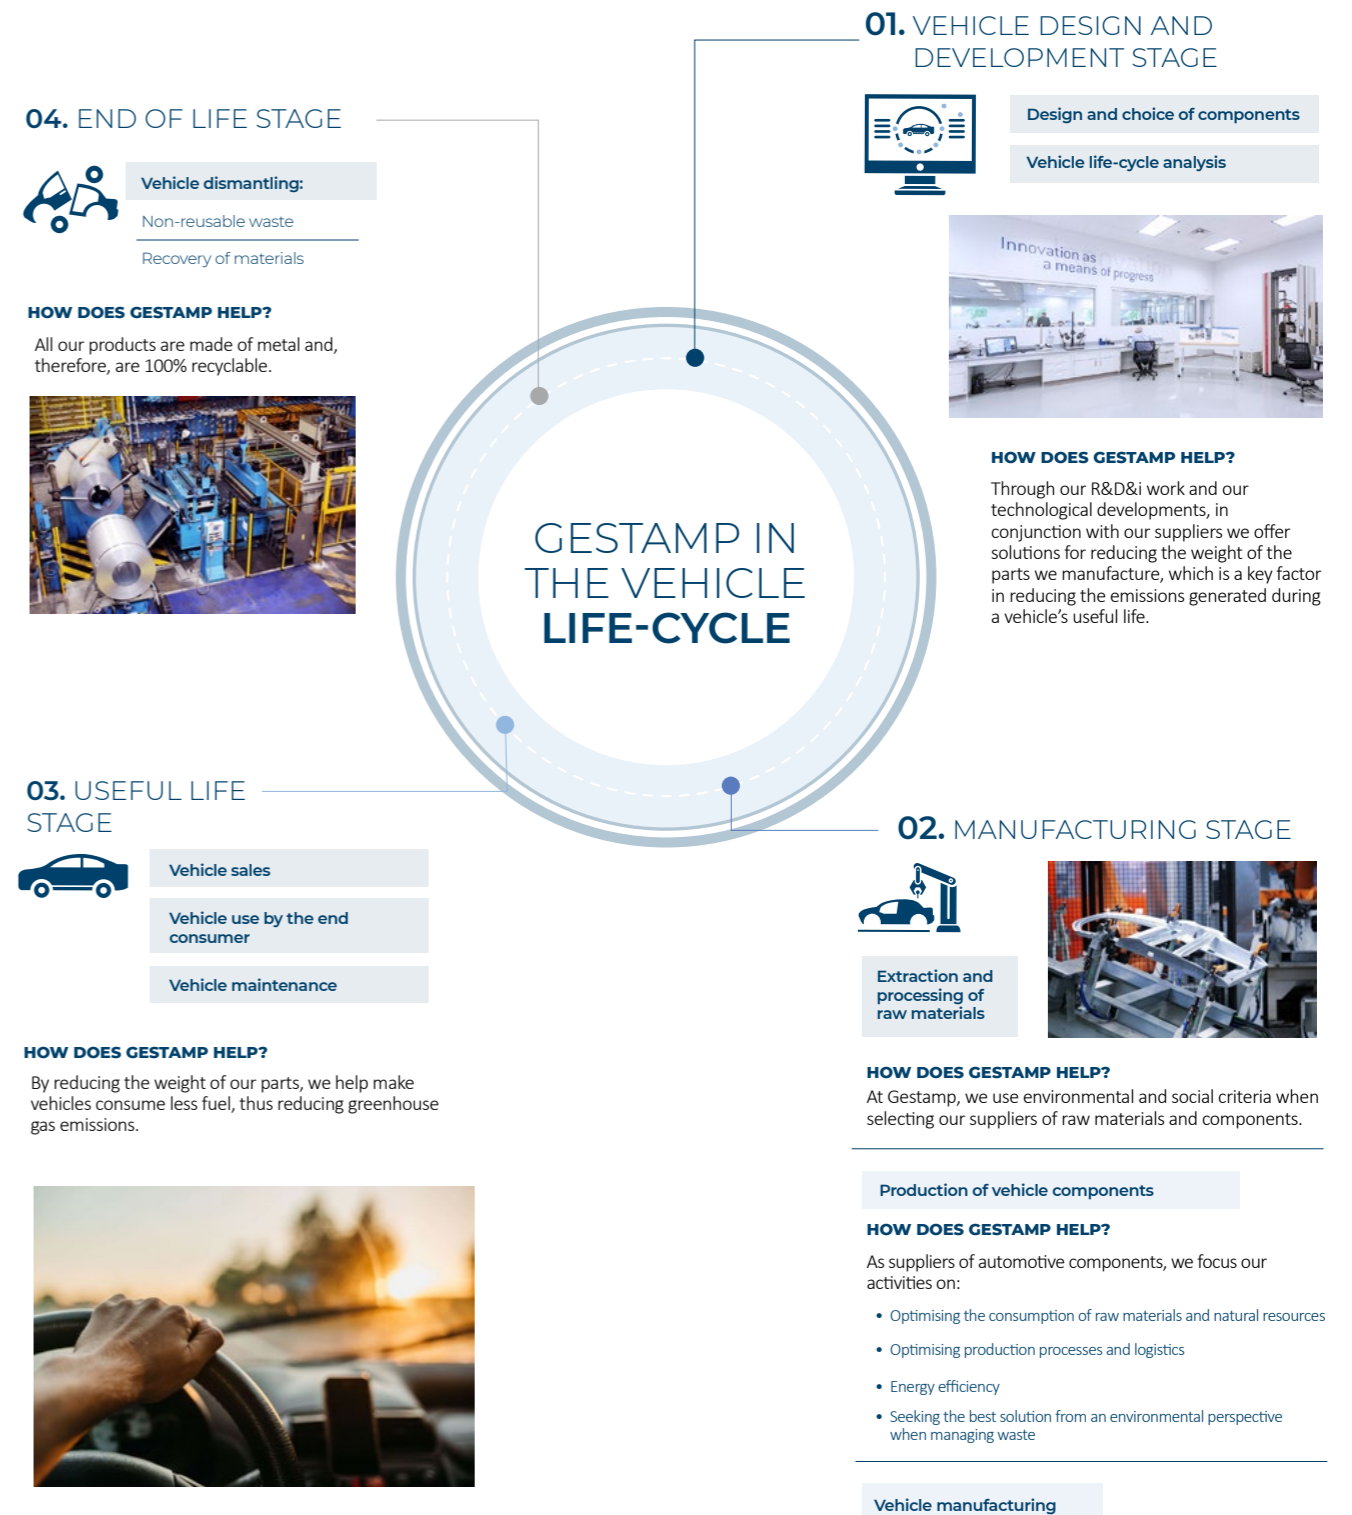 01. VEHICLE DESIGN AND
DEVELOPMENT STAGE
Design and choice of components
Vehicle life-cycle analysis
Innovation as
a means of progress
HOW DOES GESTAMP HELP?
Through our R&D&i work and our
technological developments, in
conjunction with our suppliers we offer
solutions for reducing the weight of the
parts we manufacture, which is a key factor
in reducing the emissions generated during
a vehicle’s useful life.
04. END OF LIFE STAGE
Vehicle dismantling:
Non-reusable waste
Recovery of materials
HOW DOES GESTAMP HELP?
All our products are made of metal and,
therefore, are 100% recyclable.
GESTAMP IN
THE VEHICLE
LIFE-CYCLE
03. USEFUL LIFE
STAGE
Vehicle sales
Vehicle use by the end
consumer
Vehicle maintenance
HOW DOES GESTAMP HELP?
By reducing the weight of our parts, we help make
vehicles consume less fuel, thus reducing greenhouse
gas emissions.
02. MANUFACTURING STAGE
Extraction and
processing of
raw materials
HOW DOES GESTAMP HELP?
At Gestamp, we use environmental and social criteria when
selecting our suppliers of raw materials and components.
Production of vehicle components
HOW DOES GESTAMP HELP?
As suppliers of automotive components, we focus our
activities on:
• Optimising the consumption of raw materials and natural resources
• Optimising production processes and logistics
• Energy efficiency
• Seeking the best solution from an environmental perspective
when managing waste
Vehicle manufacturing